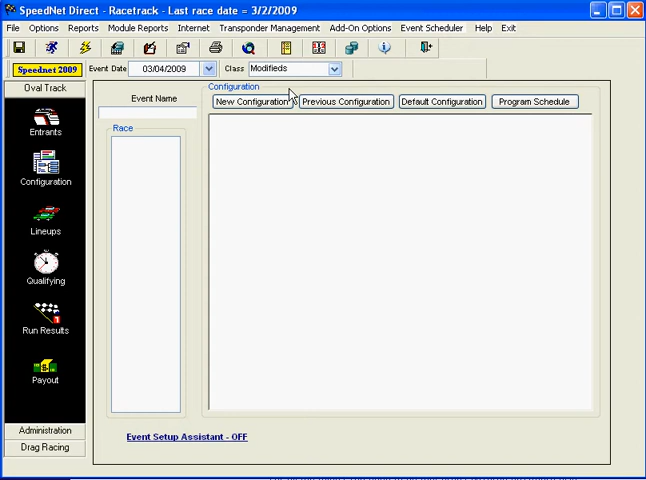 SpeedNet Direct - Racetrack - Last race date = 3/2/2009
File Options Reports Module Reports Internet Transponder Management Add-On Options Event Scheduler Help Exit
Speednet 2009 Event Date 03/04/2009 Class Modifieds
Oval Track
Entrants
Configuration
Lineups
Qualifying
Run Results
Payout
Administration
Drag Racing
Event Name
Race
Configuration
New Configuration Previous Configuration Default Configuration Program Schedule
Event Setup Assistant - OFF